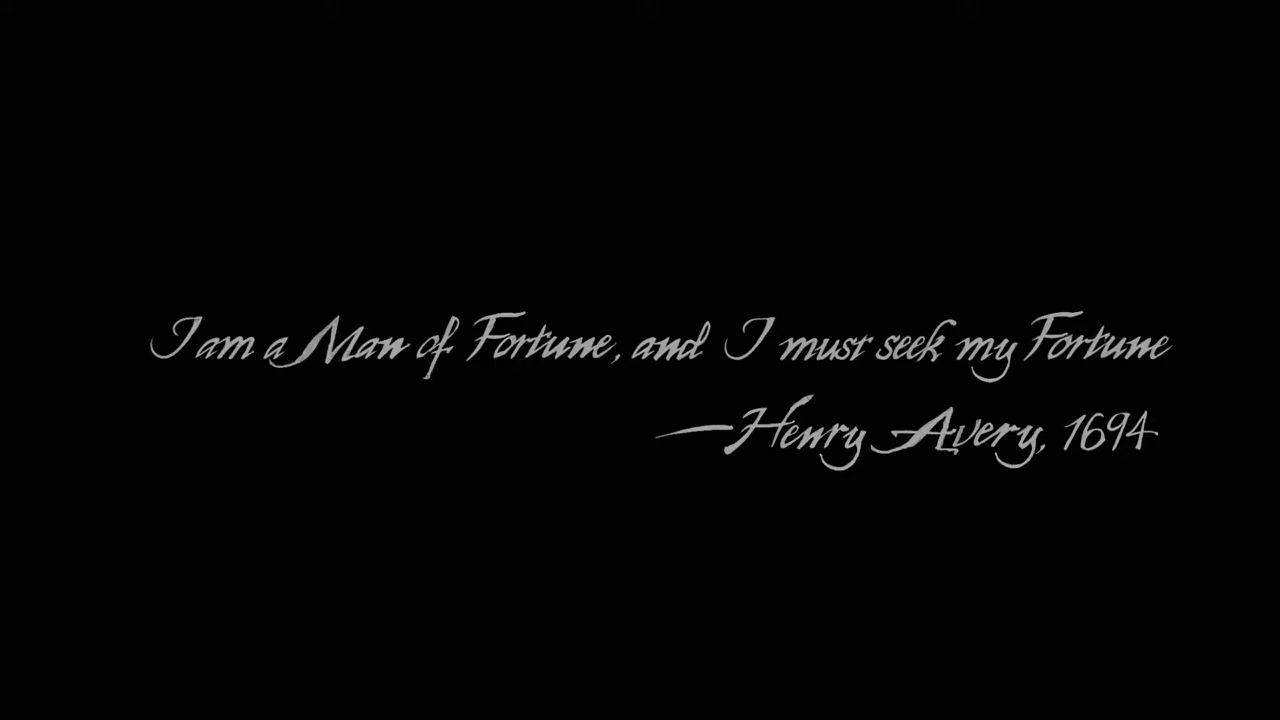 I am a Man of Fortune, and I must seek my Fortune
—Henry Avery, 1694